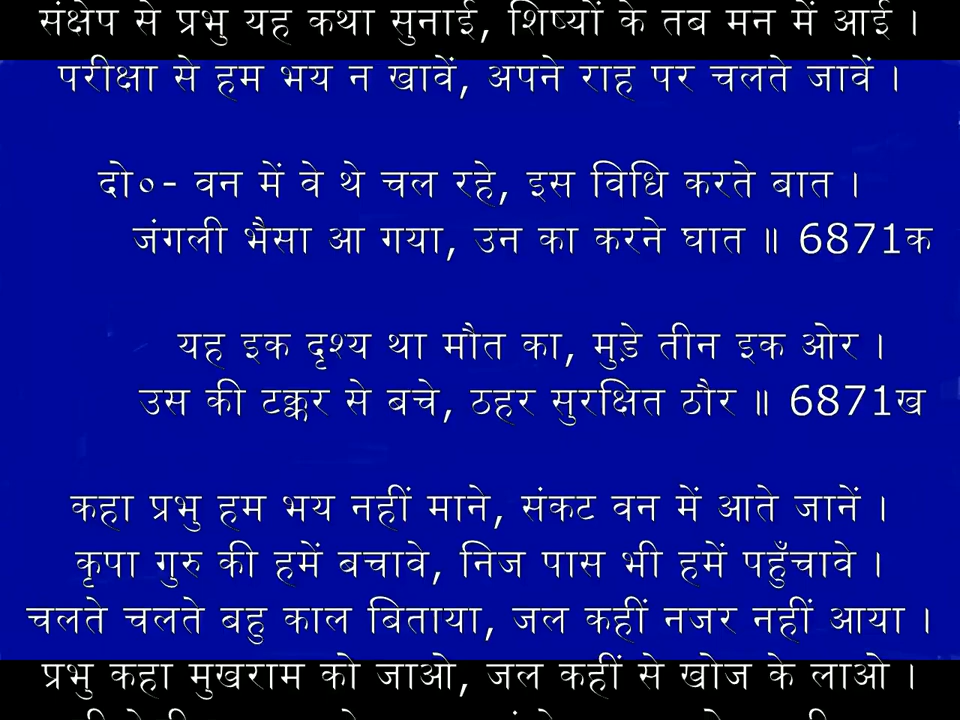 संक्षेप से प्रभु यह कथा सुनाई, शिष्यों के तब मन में आई ।
परीक्षा से हम भय न खावें, अपने राह पर चलते जावें ।
दो०- वन में वे थे चल रहे, इस विधि करते बात ।
जंगली भैसा आ गया, उन का करने घात ॥ 6871क
यह इक दृश्य था मौत का, मुड़े तीन इक ओर ।
उस की टक्कर से बचे, ठहर सुरक्षित ठौर ॥ 6871ख
कहा प्रभु हम भय नहीं माने, संकट वन में आते जानें ।
कृपा गुरु की हमें बचावे, निज पास भी हमें पहुँचावे ।
चलते चलते बहु काल बिताया, जल कहीं नजर नहीं आया ।
प्रभु कहा मुखराम को जाओ, जल कहीं से खोज के लाओ ।